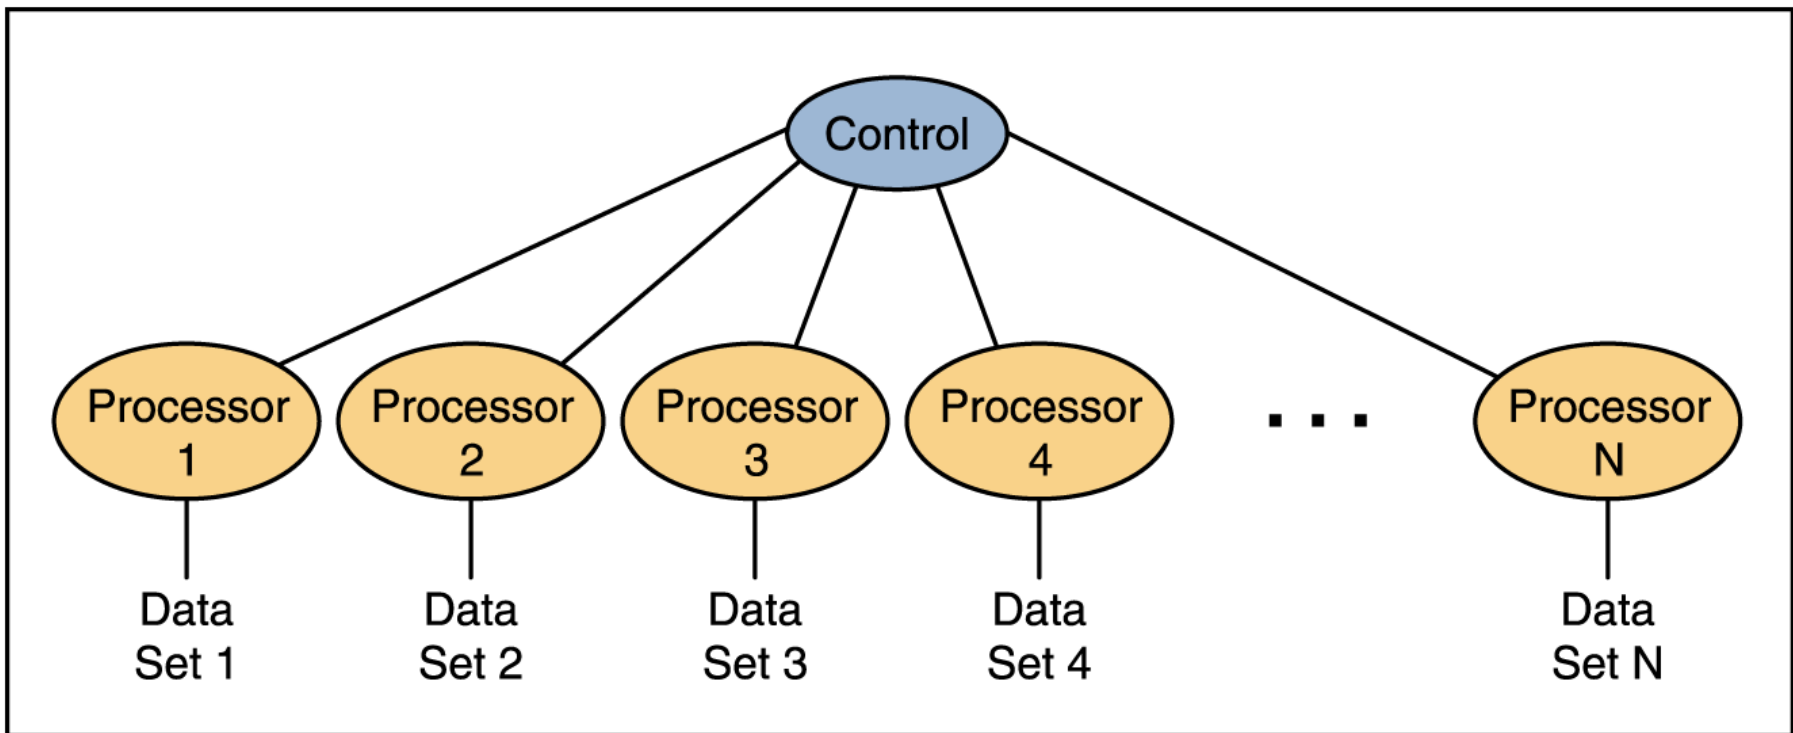 Control
Processor
1
Processor
2
Processor
3
Processor
4
. . .
Processor
N
Data
Set 1
Data
Set 2
Data
Set 3
Data
Set 4
Data
Set N